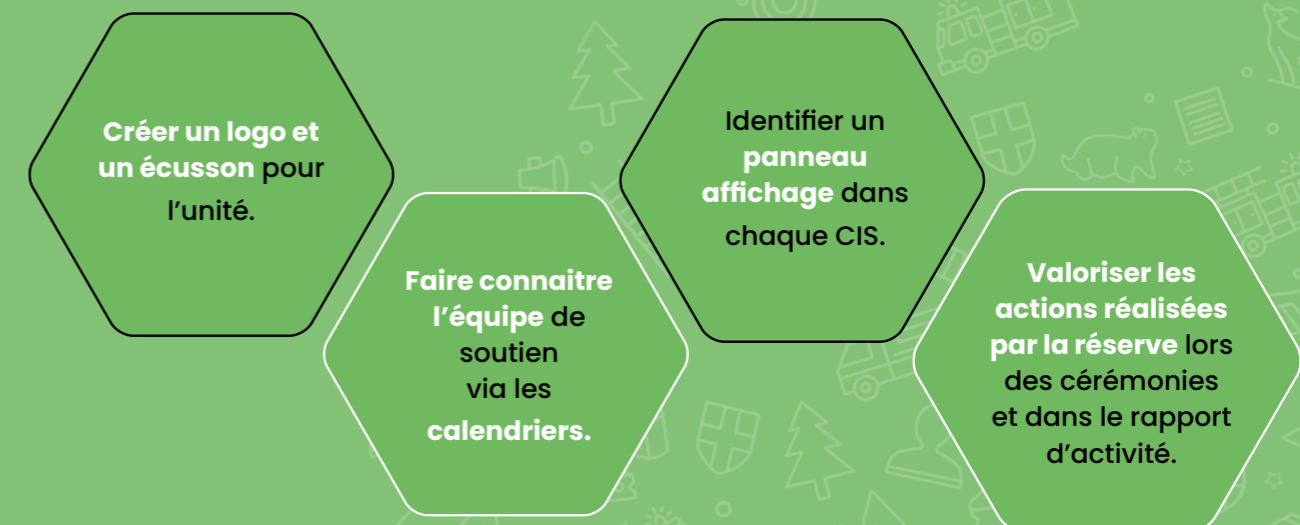 Créer un logo et
un écusson pour
l’unité.
Faire connaitre
l’équipe de
soutien
via les
calendriers.
Identifier un
panneau
affichage dans
chaque CIS.
Valoriser les
actions réalisées
par la réserve lors
des cérémonies
et dans le rapport
d’activité.